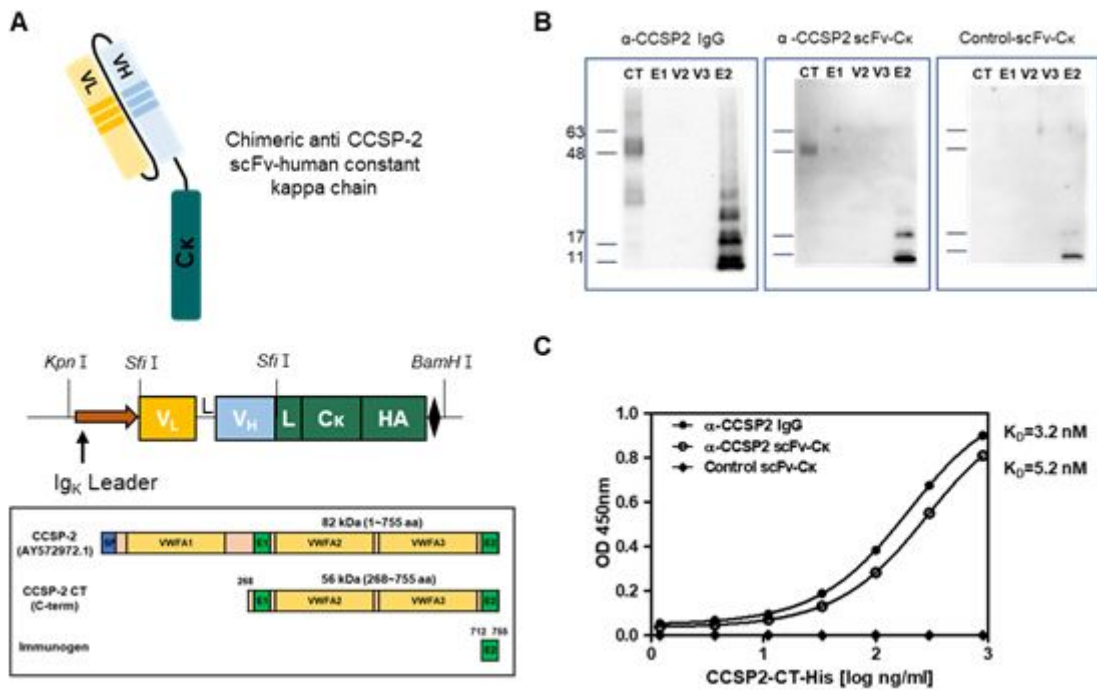 A
VL
VH
Cκ
Chimeric anti CCSP-2
scFv-human constant
kappa chain
Kpn I
Sfi I
Sfi I
BamH I
VL
L
VH
L
Cκ
HA
Igκ Leader
82 kDa (1~755 aa)
CCSP-2
(AY572972.1)
SP
VWFA1
E1
VWFA2
VWFA3
E2
56 kDa (268~755 aa)
268
CCSP-2 CT
(C-term)
E1
VWFA2
VWFA3
E2
712 755
Immunogen
E2
B
α-CCSP2 IgG
CT E1 V2 V3 E2
63
48
17
11
α -CCSP2 scFv-Cκ
CT E1 V2 V3 E2
Control-scFv-Cκ
CT E1 V2 V3 E2
C
α-CCSP2 IgG
α-CCSP2 scFv-Cκ
Control scFv-Cκ
KD=3.2 nM
KD=5.2 nM
OD 450nm
1.0
0.8
0.6
0.4
0.2
0.0
0 1 2 3
CCSP2-CT-His [log ng/ml]